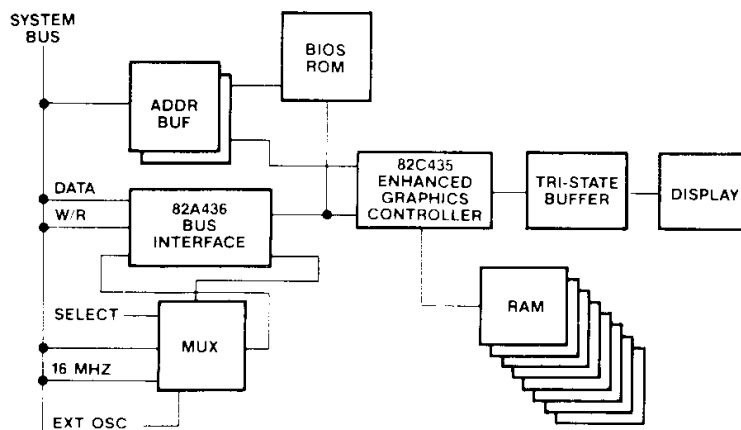 SYSTEM
BUS
BIOS
ROM
ADDR
BUF
82C435
ENHANCED
GRAPHICS
CONTROLLER
TRI-STATE
BUFFER
DISPLAY
DATA
W/R
82A436
BUS
INTERFACE
RAM
SELECT
MUX
16 MHZ
EXT OSC